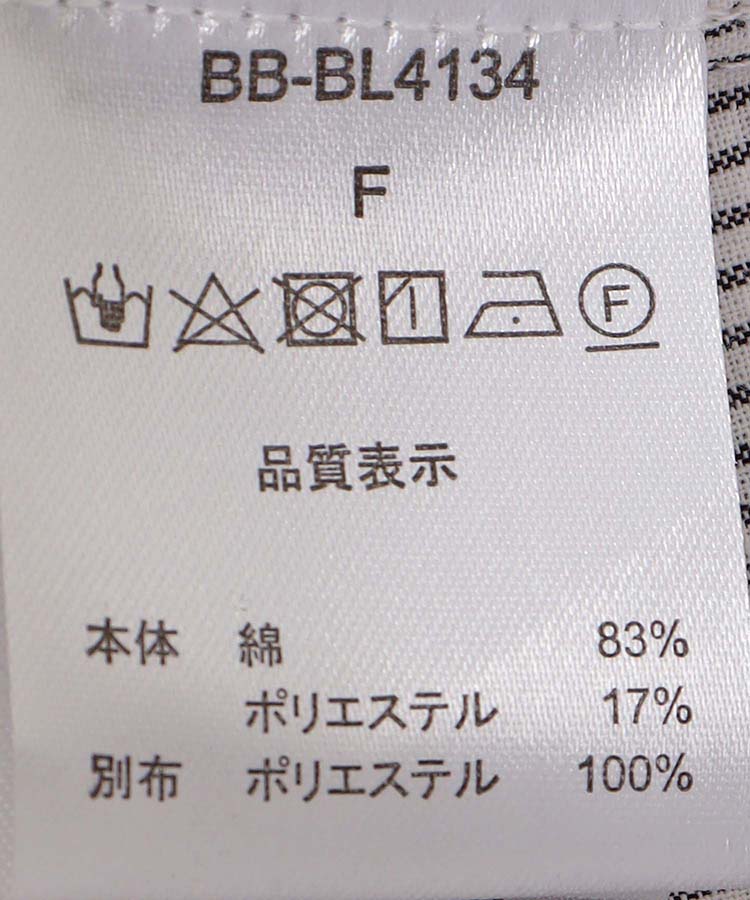 BB-BL4134
F
F
品質表示
本体 綿 83%
ポリエステル 17%
別布 ポリエステル 100%